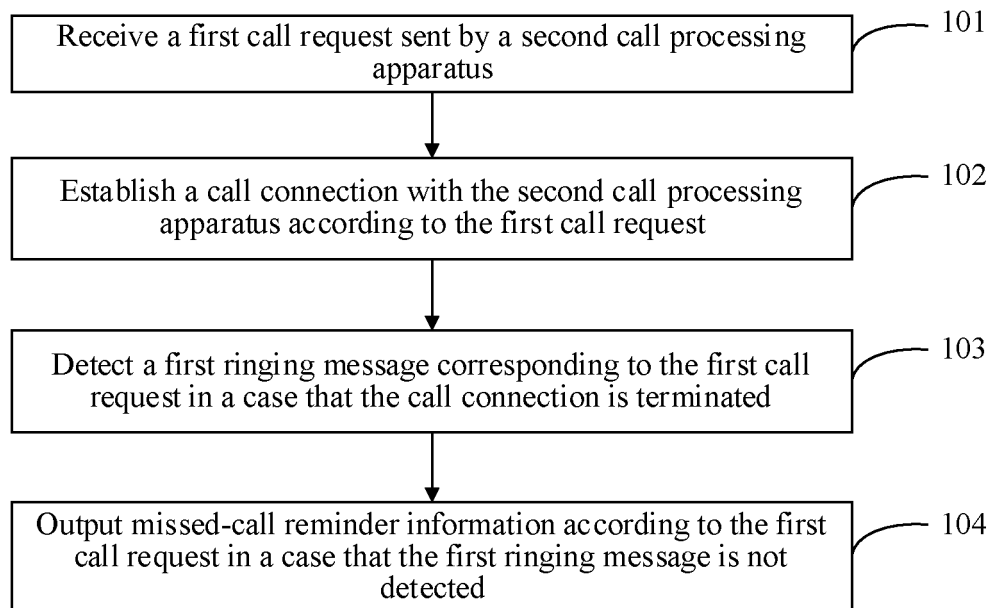 Receive a first call request sent by a second call processing
apparatus
101
Establish a call connection with the second call processing
apparatus according to the first call request
102
Detect a first ringing message corresponding to the first call
request in a case that the call connection is terminated
103
Output missed-call reminder information according to the first
call request in a case that the first ringing message is not
detected
104